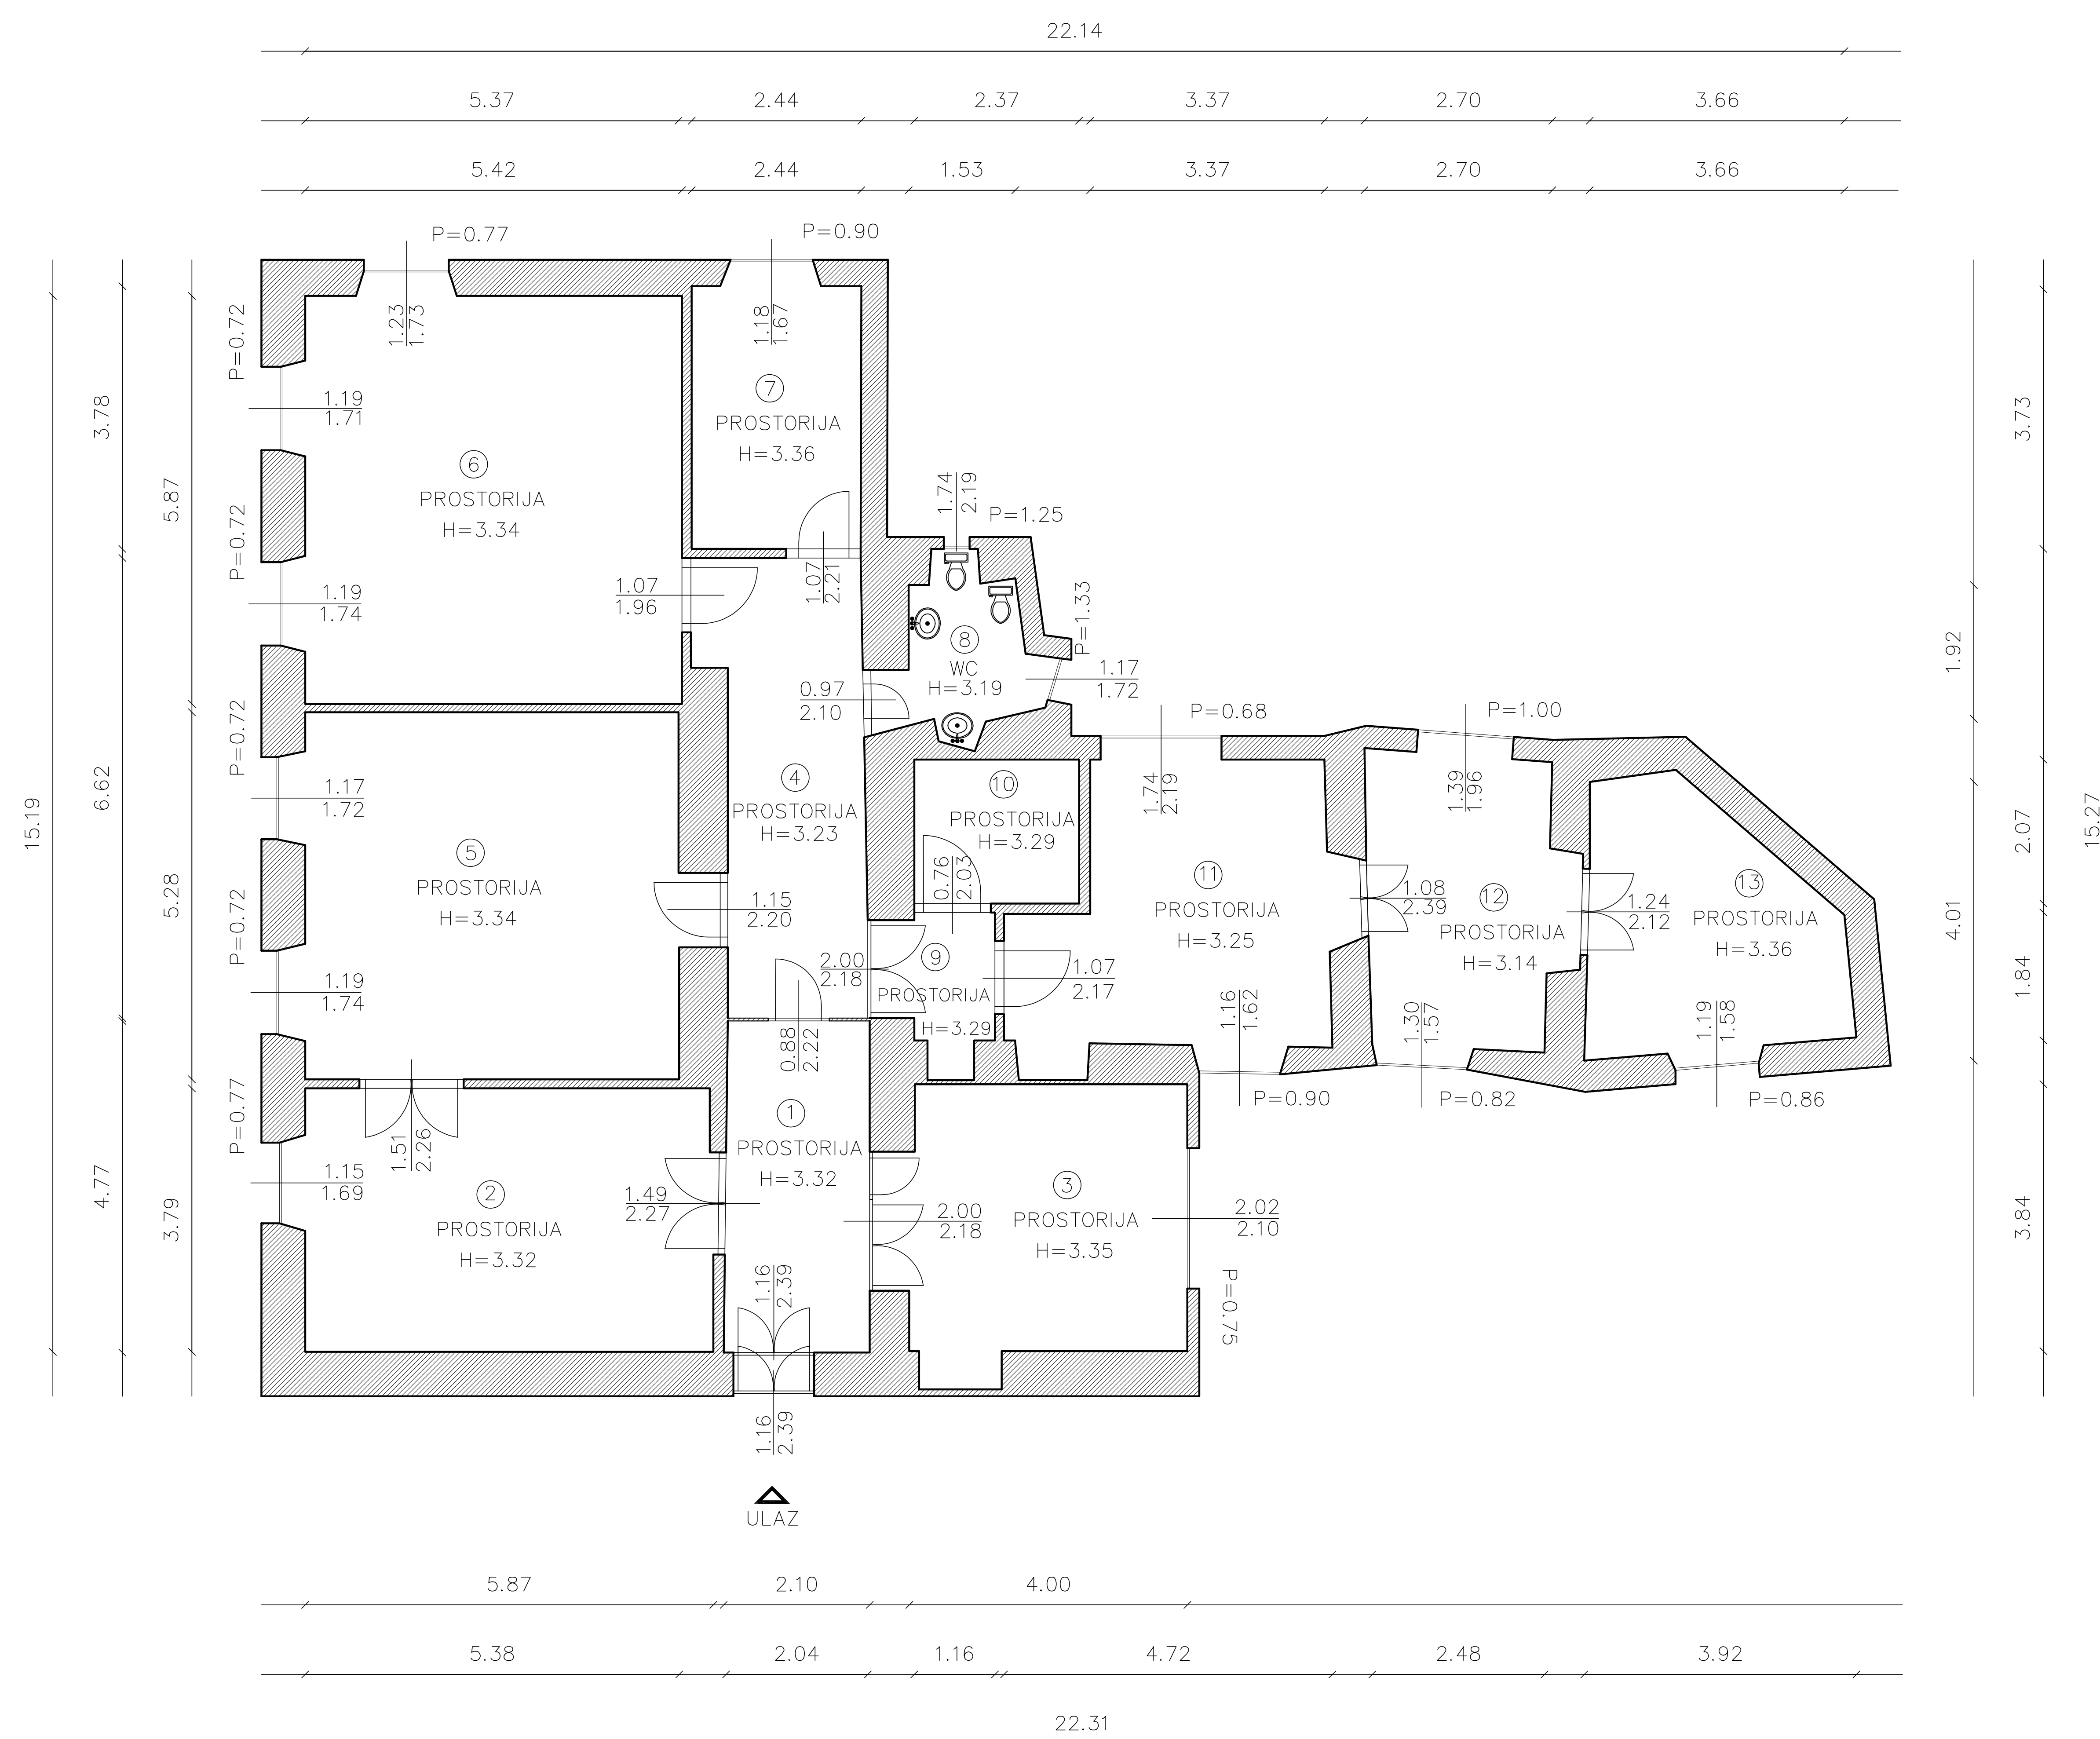 22.14
5.37 2.44 2.37 3.37 2.70 3.66
5.42 2.44 1.53 3.37 2.70 3.66
P=0.77
P=0.90
P=0.72
1.23
1.73
1.18
1.67
1.19
1.71
7
PROSTORIJA
H=3.36
3.78
3.73
6
PROSTORIJA
H=3.34
5.87
P=0.72
1.74
2.19
P=1.25
1.19
1.74
1.07
1.96
1.07
2.21
P=1.33
8
WC
H=3.19
1.17
1.72
0.97
2.10
1.92
P=0.72
P=0.68
P=1.00
1.17
1.72
4
PROSTORIJA
H=3.23
10
PROSTORIJA
H=3.29
1.74
2.19
1.39
1.96
6.62
15.19
2.07
15.27
5
PROSTORIJA
H=3.34
0.76
2.03
11
PROSTORIJA
H=3.25
1.08
2.39
12
PROSTORIJA
H=3.14
1.24
2.12
13
PROSTORIJA
H=3.36
5.28
4.01
P=0.72
1.15
2.20
1.19
1.74
2.00
2.18
9
PROSTORIJA
H=3.29
1.07
2.17
1.84
0.88
2.22
1.16
1.62
1.30
1.57
1.19
1.58
P=0.90
P=0.82
P=0.86
P=0.77
1
PROSTORIJA
H=3.32
1.51
2.26
1.15
1.69
2
PROSTORIJA
H=3.32
1.49
2.27
2.00
2.18
3
PROSTORIJA
H=3.35
2.02
2.10
4.77
3.79
3.84
1.16
2.39
P=0.75
1.16
2.39
ULAZ
5.87 2.10 4.00
5.38 2.04 1.16 4.72 2.48 3.92
22.31